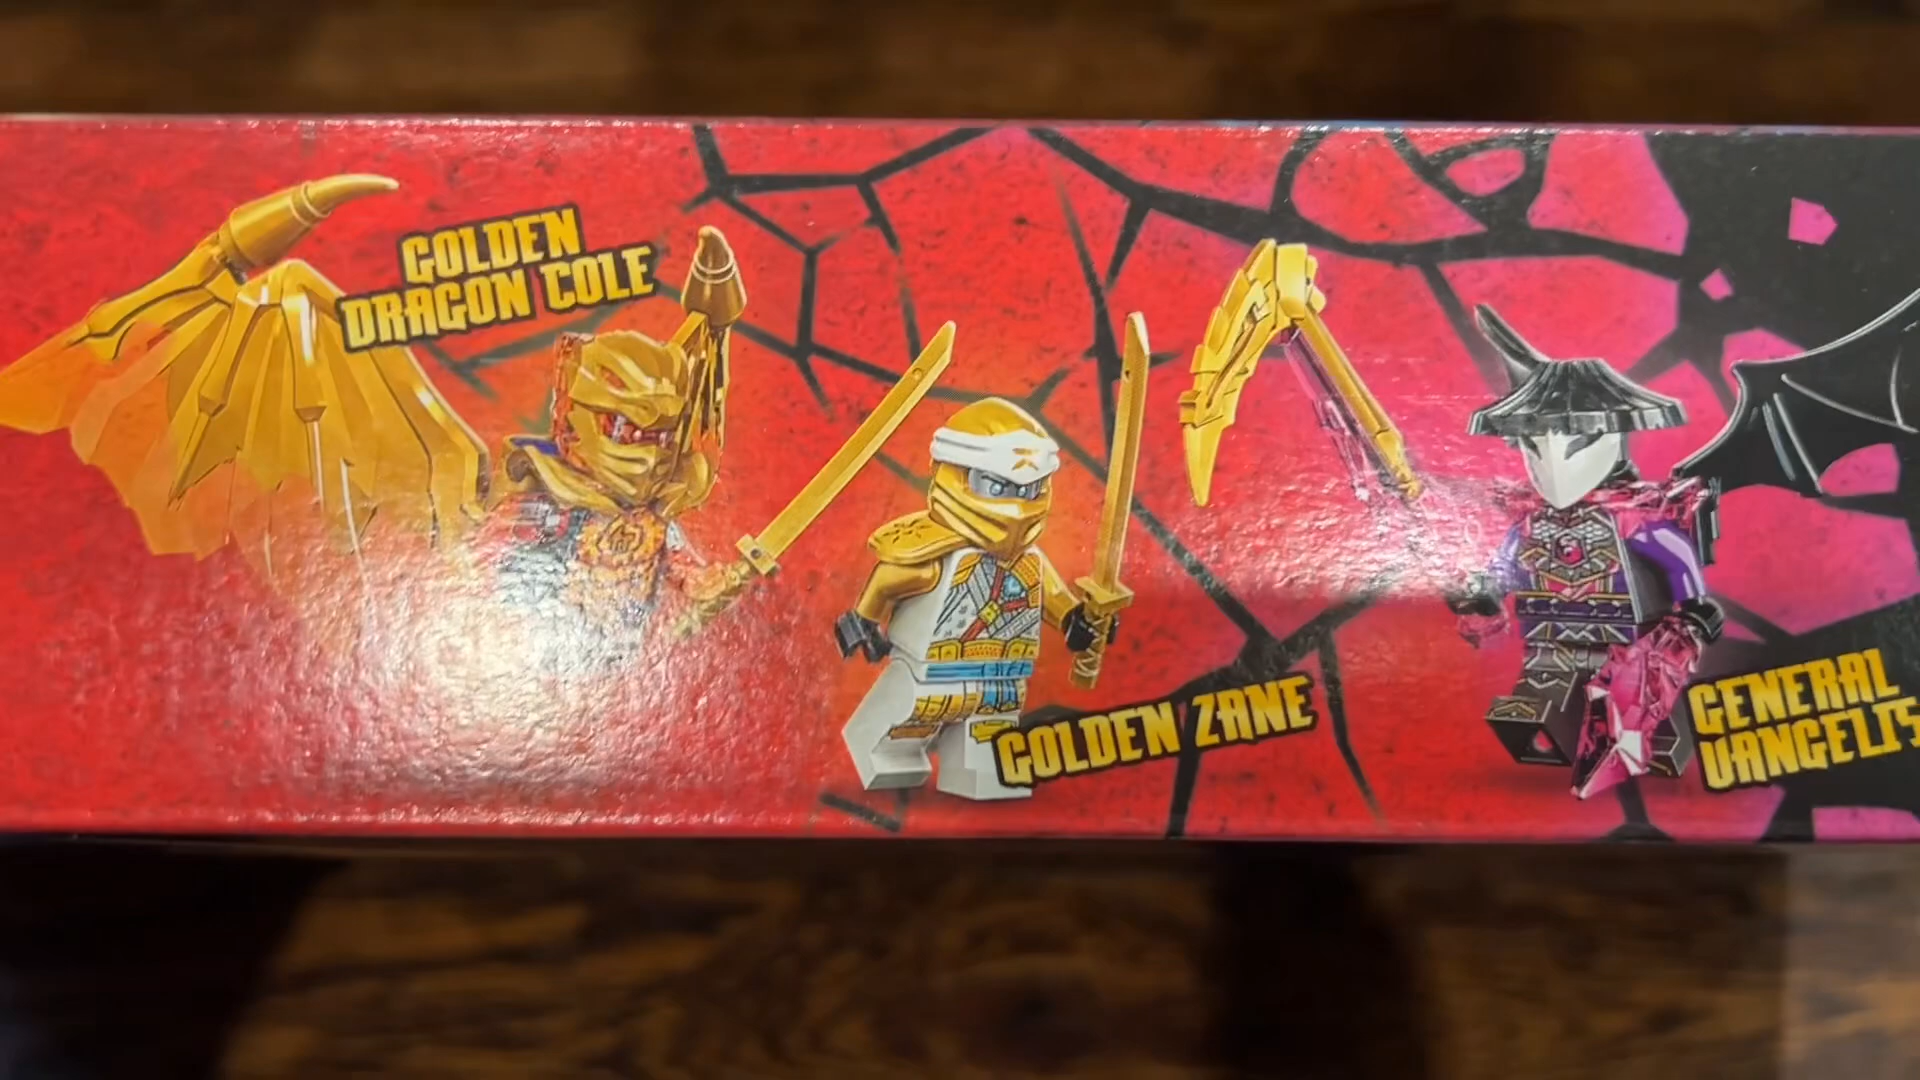 GOLDEN
DRAGON COLE
GOLDEN ZANE
GENERAL
VANGELIS